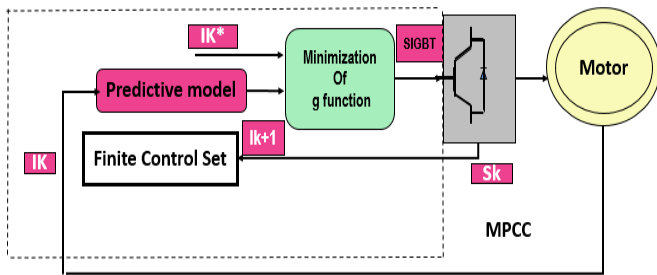 IK*
SIGBT
Minimization
Of
g function
Motor
Predictive model
Ik+1
IK
Finite Control Set
Sk
MPCC